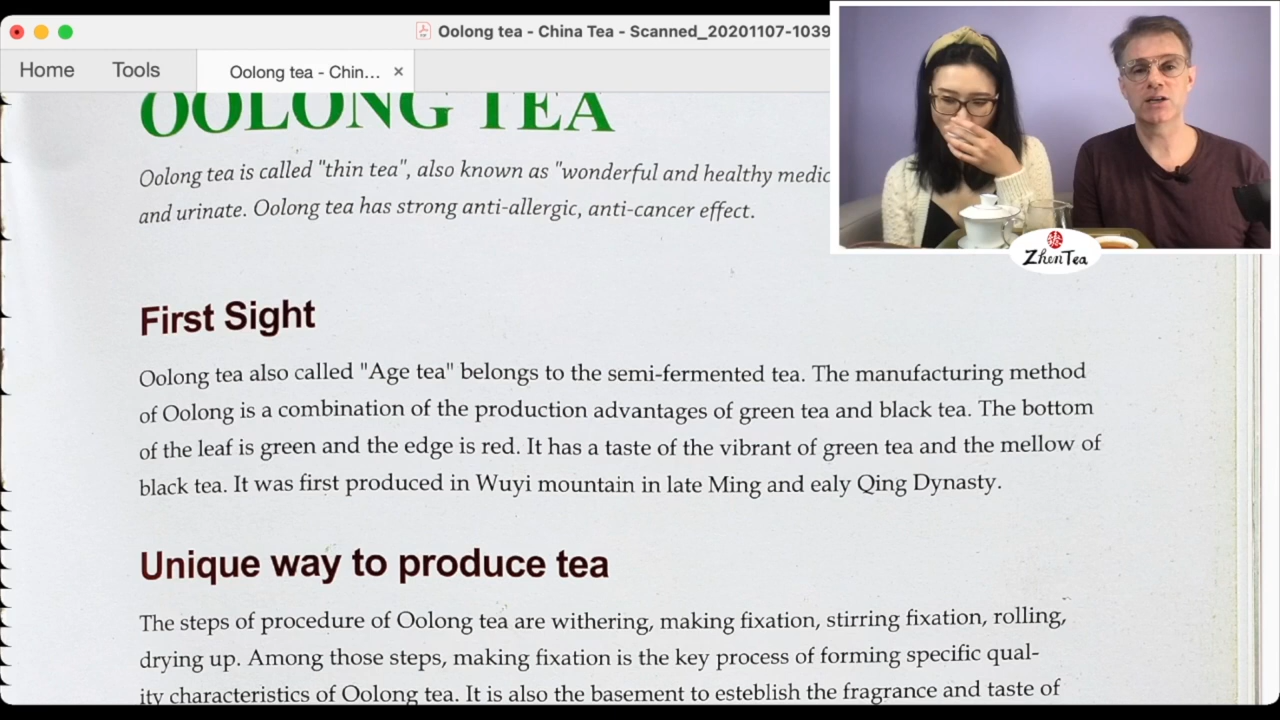 Oolong tea - China Tea - Scanned_20201107-1039
Home
Tools
Oolong tea - Chin... ×
OOLONG TEA
Oolong tea is called "thin tea", also known as "wonderful and healthy medic
and urinate. Oolong tea has strong anti-allergic, anti-cancer effect.
Zhen Tea
First Sight
Oolong tea also called "Age tea" belongs to the semi-fermented tea. The manufacturing method
of Oolong is a combination of the production advantages of green tea and black tea. The bottom
of the leaf is green and the edge is red. It has a taste of the vibrant of green tea and the mellow of
black tea. It was first produced in Wuyi mountain in late Ming and ealy Qing Dynasty.
Unique way to produce tea
The steps of procedure of Oolong tea are withering, making fixation, stirring fixation, rolling,
drying up. Among those steps, making fixation is the key process of forming specific qual-
ity characteristics of Oolong tea. It is also the basement to esteblish the fragrance and taste of